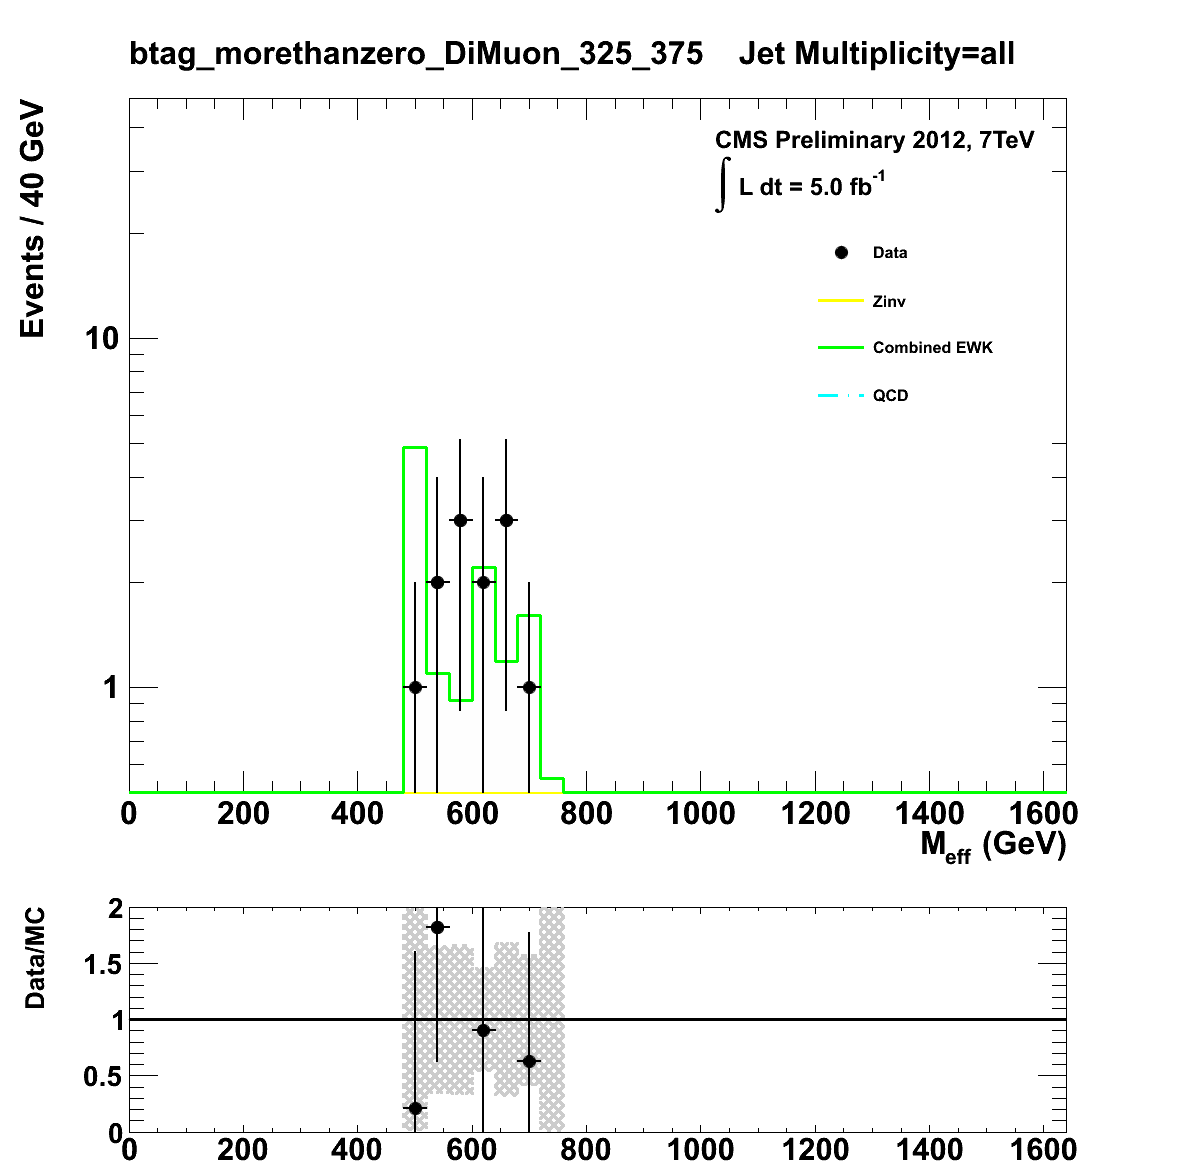 btag_morethanzero_DiMuon_325_375 Jet Multiplicity=all
Events / 40 GeV
CMS Preliminary 2012, 7TeV
∫ L dt = 5.0 fb⁻¹
Data
Zinv
Combined EWK
QCD
10
1
0 200 400 600 800 1000 1200 1400 1600
M_eff (GeV)
Data/MC
2
1.5
1
0.5
0
0 200 400 600 800 1000 1200 1400 1600